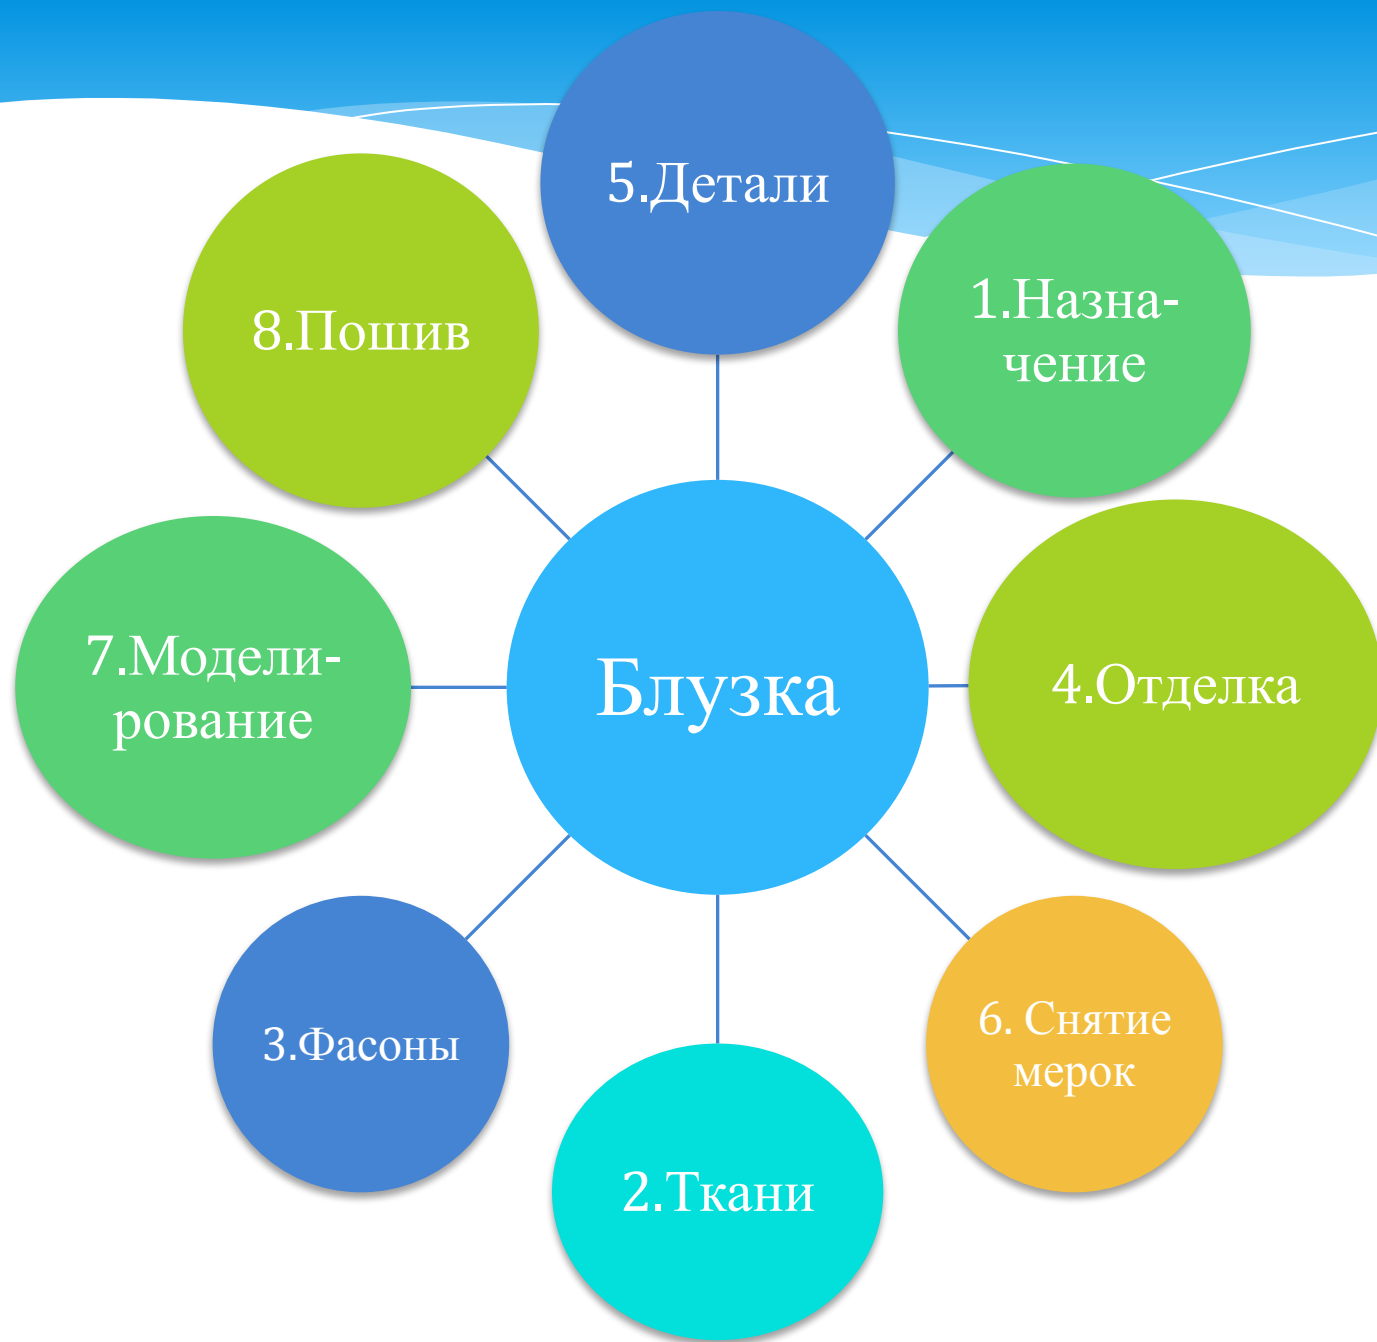 5.Детали
1.Назна-
чение
8.Пошив
7.Модели-
рование
Блузка
4.Отделка
3.Фасоны
6. Снятие
мерок
2.Ткани